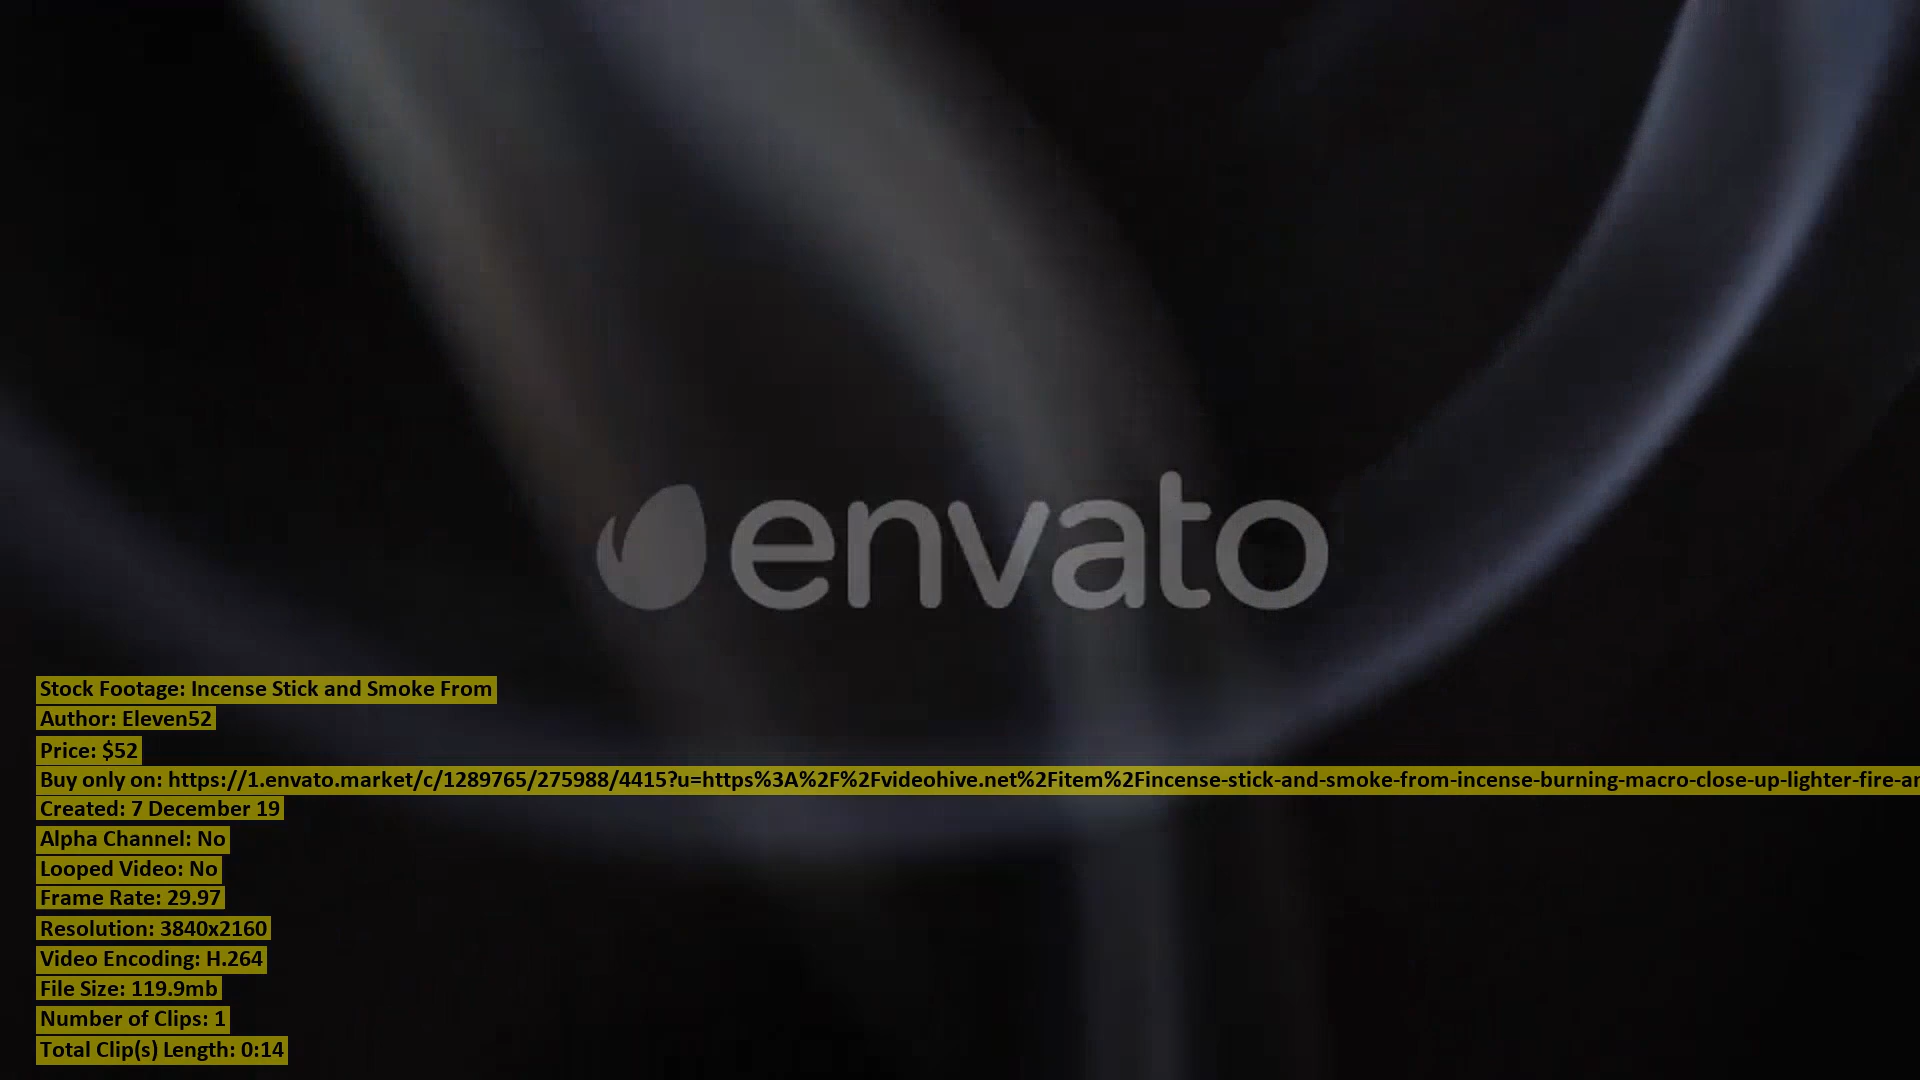 envato
Stock Footage: Incense Stick and Smoke From
Author: Eleven52
Price: $52
Buy only on: https://1.envato.market/c/1289765/275988/4415?u=https%3A%2F%2Fvideohive.net%2Fitem%2Fincense-stick-and-smoke-from-incense-burning-macro-close-up-lighter-fire-an
Created: 7 December 19
Alpha Channel: No
Looped Video: No
Frame Rate: 29.97
Resolution: 3840x2160
Video Encoding: H.264
File Size: 119.9mb
Number of Clips: 1
Total Clip(s) Length: 0:14